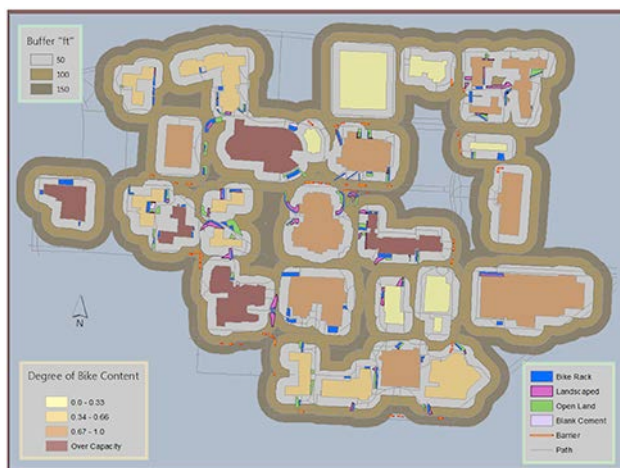 Buffer "ft"
50
100
150
N
Degree of Bike Content
0.0 - 0.33
0.34 - 0.66
0.67 - 1.0
Over Capacity
Bike Rack
Landscaped
Open Land
Blank Cement
Barrier
Path